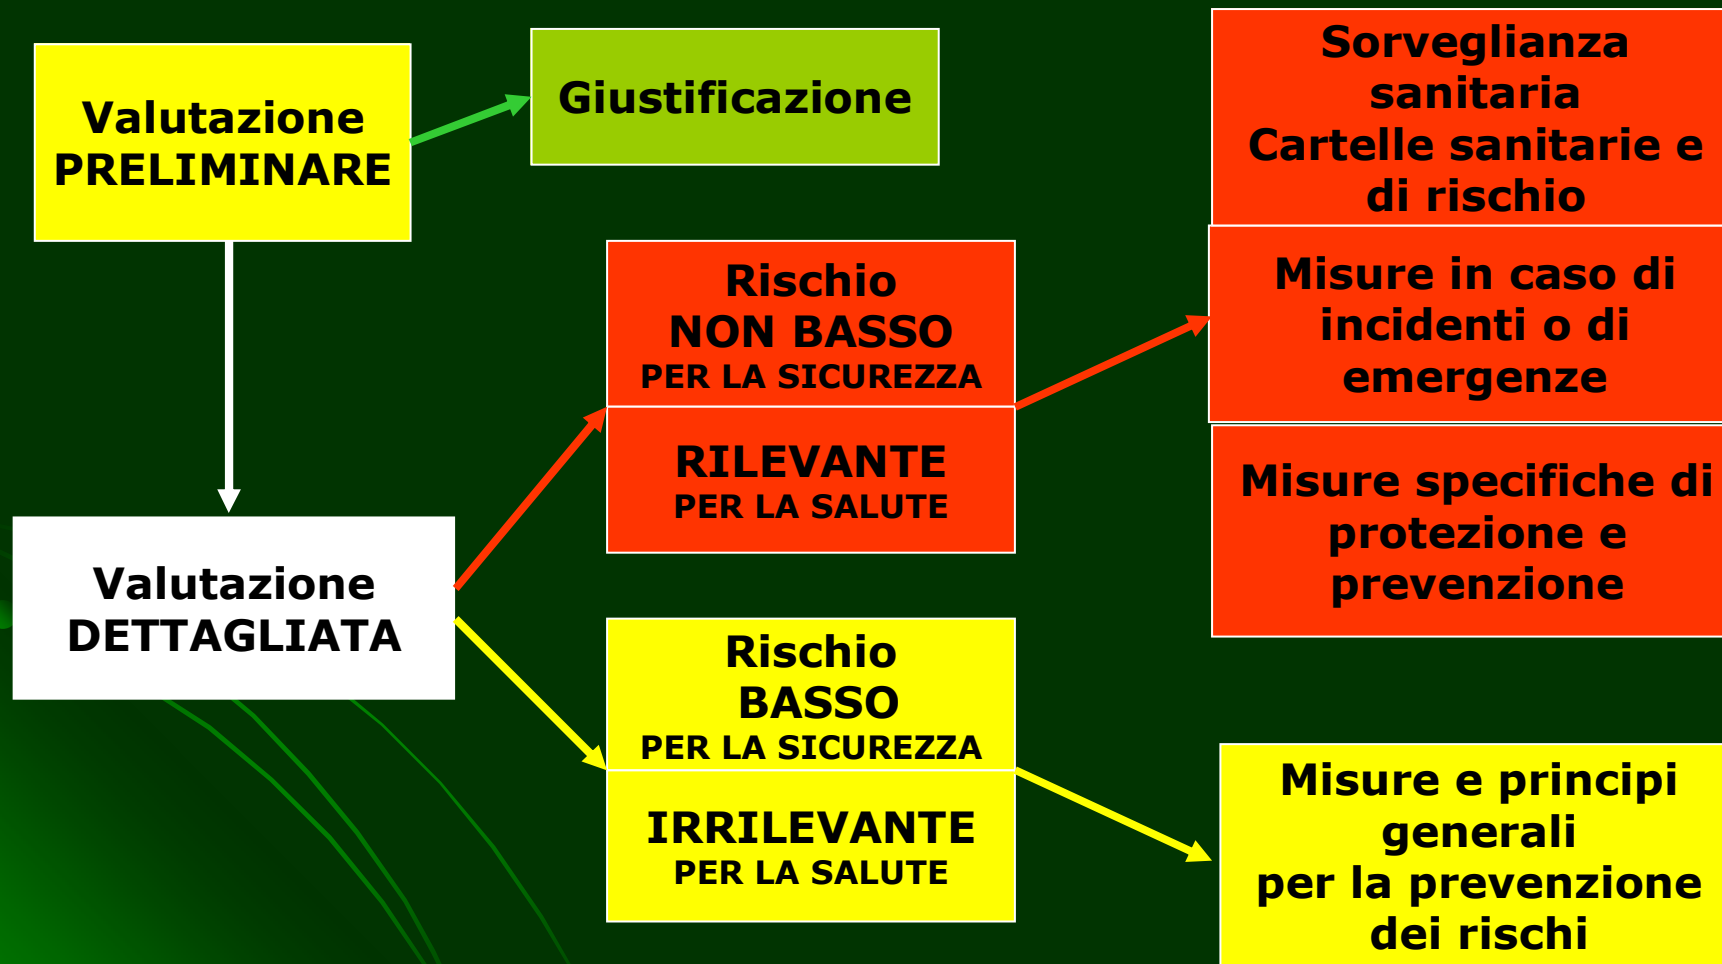 Valutazione
PRELIMINARE
Giustificazione
Sorveglianza
sanitaria
Cartelle sanitarie e
di rischio
Rischio
NON BASSO
PER LA SICUREZZA
RILEVANTE
PER LA SALUTE
Misure in caso di
incidenti o di
emergenze
Misure specifiche di
protezione e
prevenzione
Valutazione
DETTAGLIATA
Rischio
BASSO
PER LA SICUREZZA
IRRILEVANTE
PER LA SALUTE
Misure e principi
generali
per la prevenzione
dei rischi